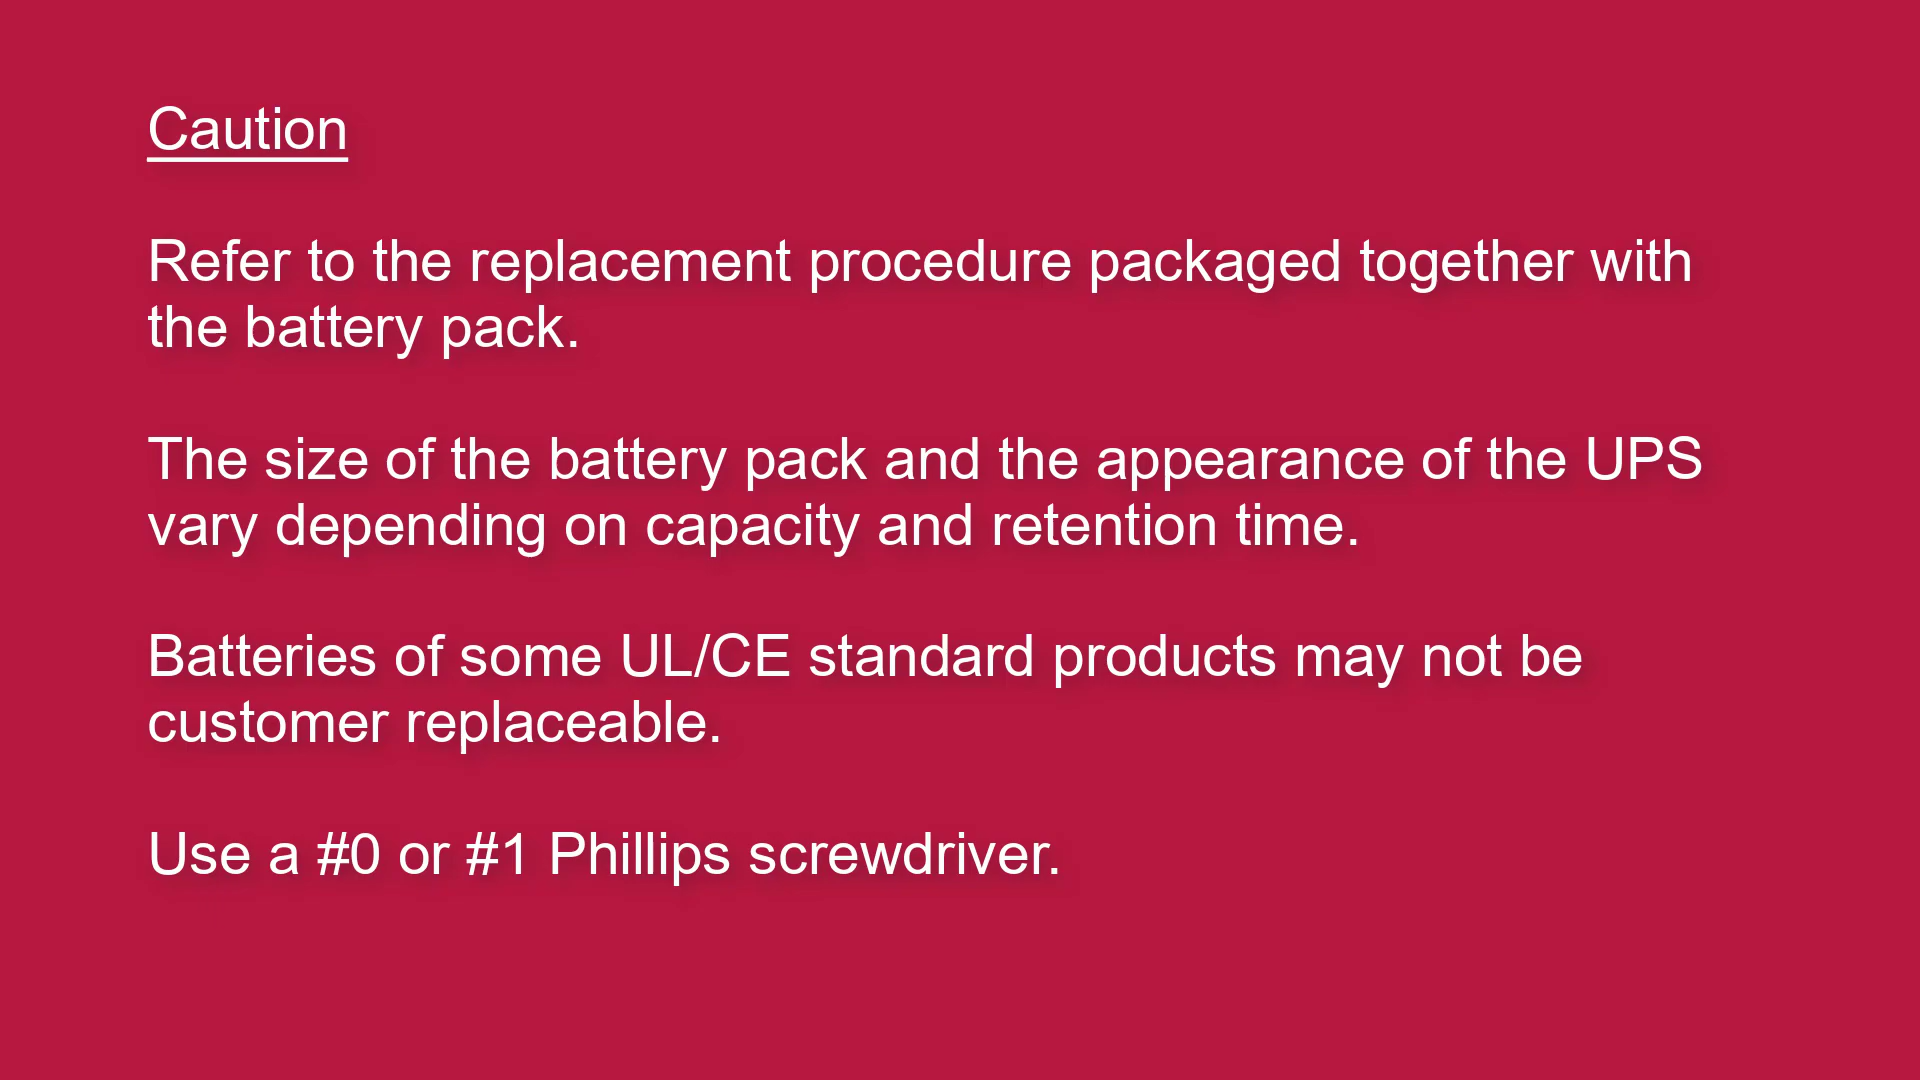 Caution
Refer to the replacement procedure packaged together with
the battery pack.
The size of the battery pack and the appearance of the UPS
vary depending on capacity and retention time.
Batteries of some UL/CE standard products may not be
customer replaceable.
Use a #0 or #1 Phillips screwdriver.